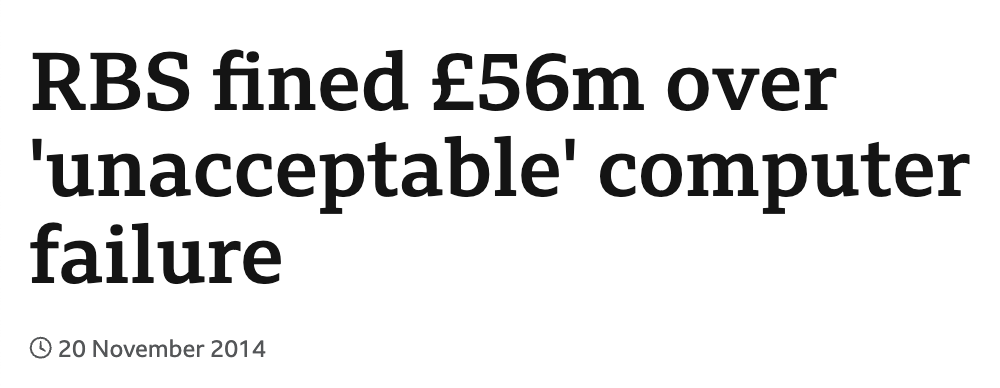 RBS fined £56m over
'unacceptable' computer
failure
20 November 2014